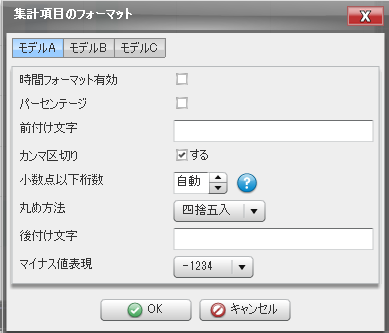 集計項目のフォーマット
モデルA モデルB モデルC
時間フォーマット有効
パーセンテージ
前付け文字
カンマ区切り する
小数点以下桁数 自動 ?
丸め方法 四捨五入
後付け文字
マイナス値表現 -1234
OK キャンセル